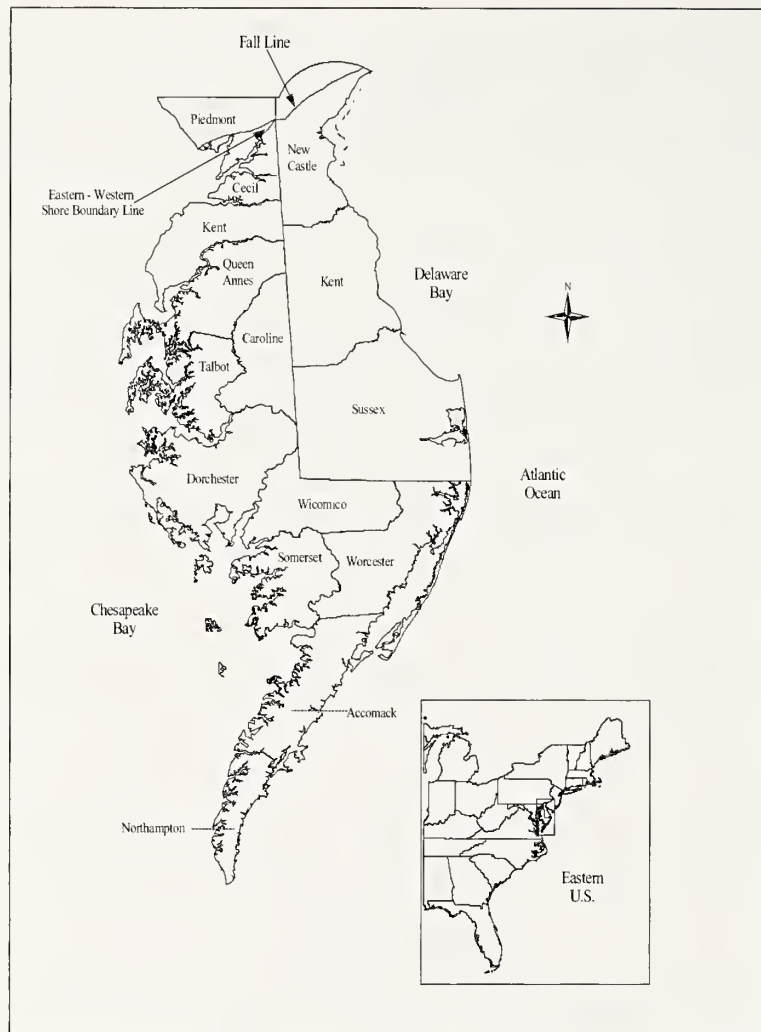 Fall Line
Piedmont
New
Castle
Eastern - Western
Shore Boundary Line
Cecil
Kent
Queen
Annes
Kent
Delaware
Bay
N
Caroline
Talbot
Sussex
Dorchester
Atlantic
Ocean
Wicomico
Somerset
Worcester
Chesapeake
Bay
Accomack
Northampton
Eastern
U.S.